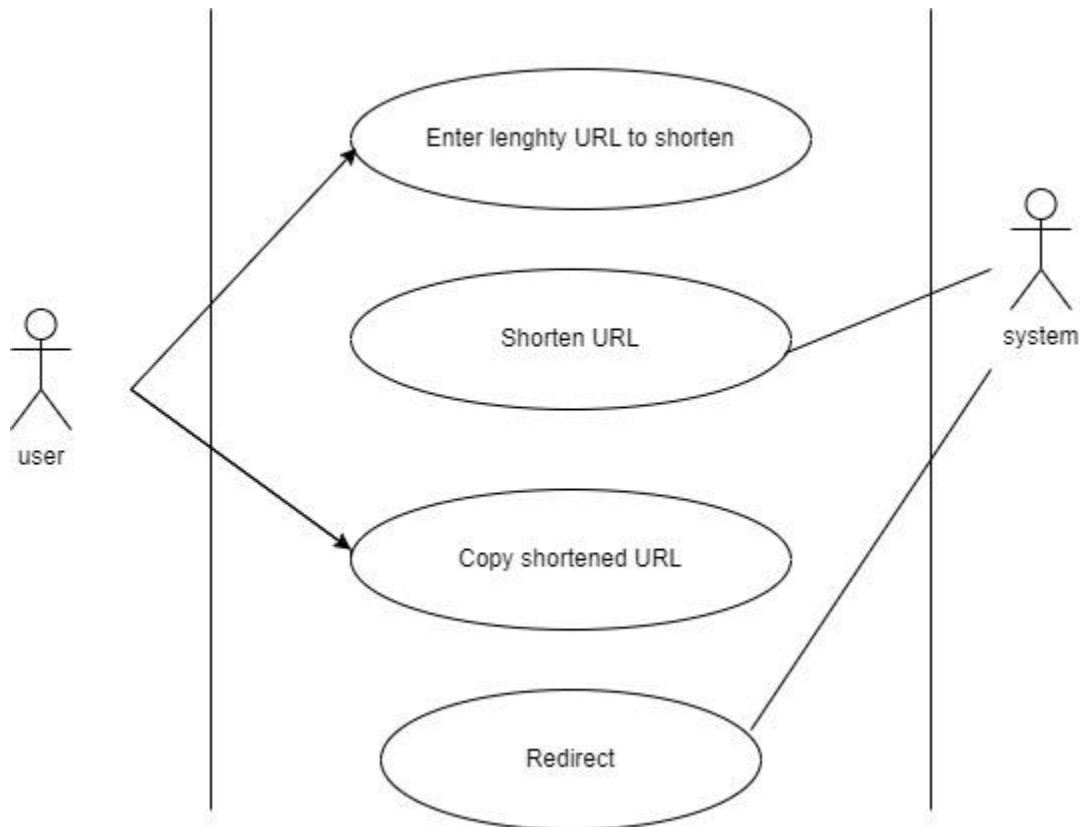 Enter lenghty URL to shorten
Shorten URL
system
user
Copy shortened URL
Redirect